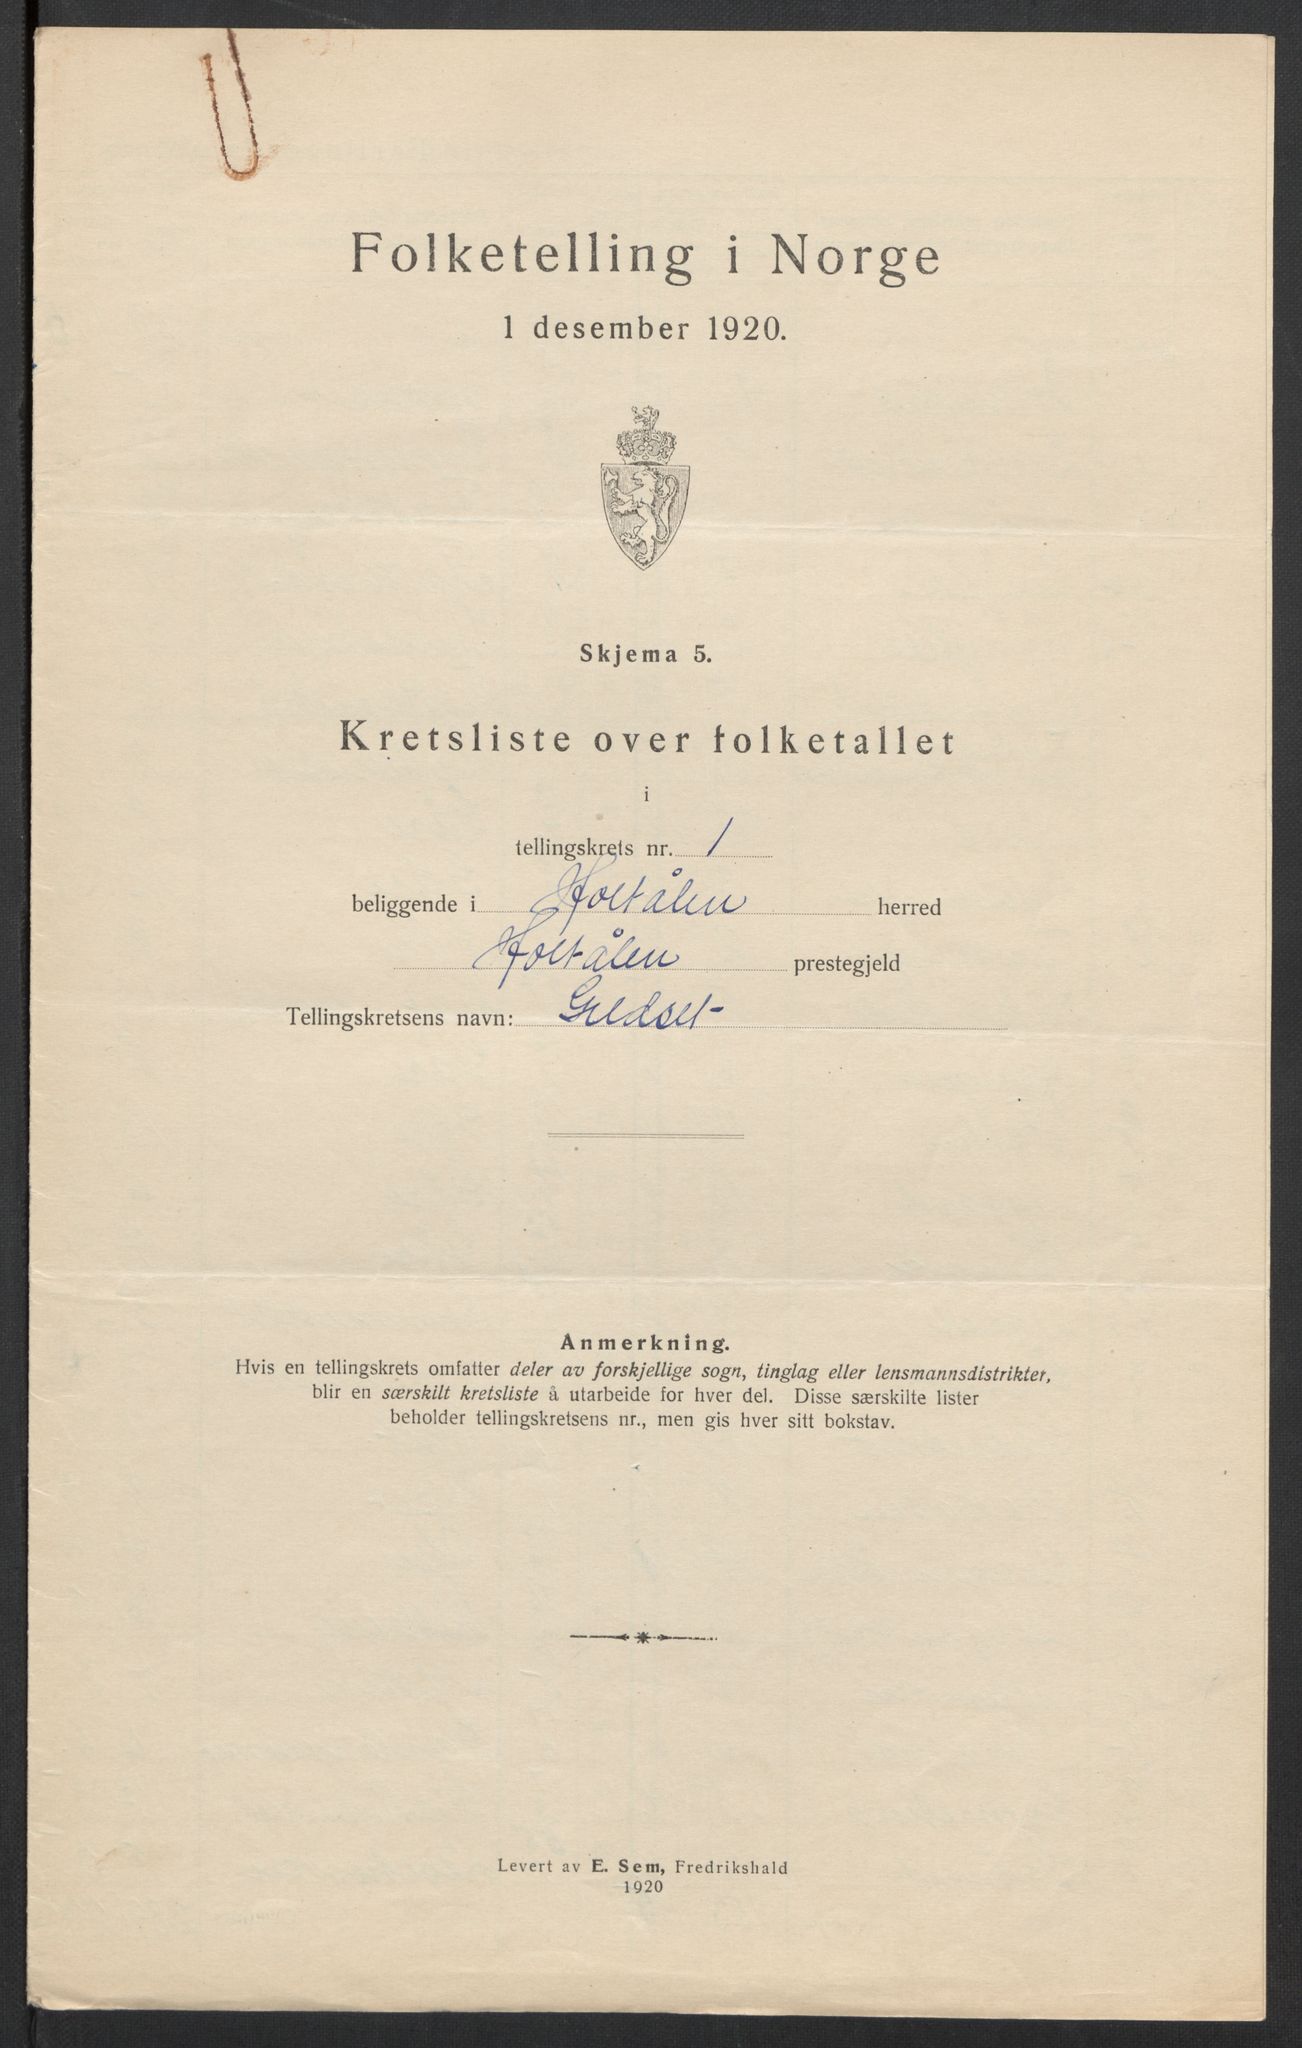 Folketelling i Norge
1 desember 1920.
Skjema 5.
Kretsliste over folketallet
i
tellingskrets nr. 1
beliggende i Holtålen herred
Holtålen prestegjeld
Tellingskretsens navn: Guldset
Anmerkning.
Hvis en tellingskrets omfatter deler av forskjellige sogn, tinglag eller lensmannsdistrikter,
blir en særskilt kretsliste å utarbeide for hver del. Disse særskilte lister
beholder tellingskretsens nr., men gis hver sitt bokstav.
Levert av E. Sem, Fredrikshald
1920